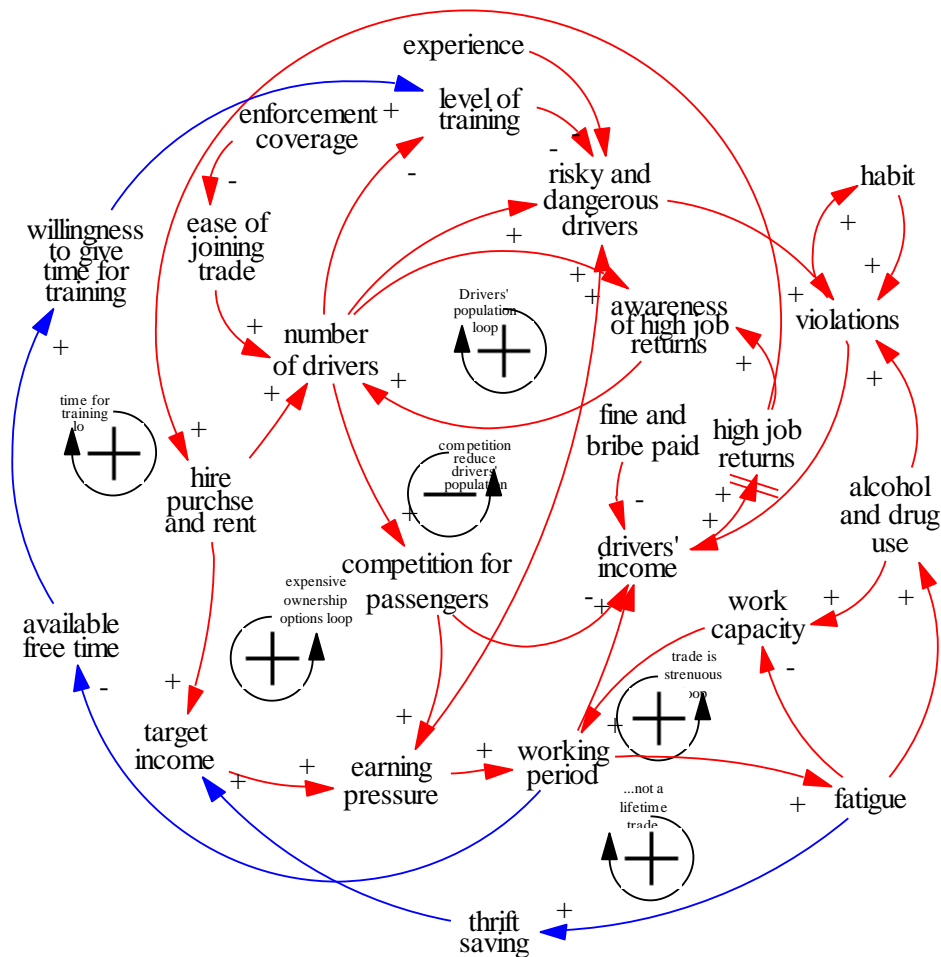 experience
level of
training
enforcement
coverage
+
-
-
-
-
risky and
dangerous
drivers
habit
+
+
willingness
to give
time for
training
+
ease of
joining
trade
+
+
+
+
+
violations
awareness
of high job
returns
+
Drivers'
population
loop
number
of drivers
+
+
+
time for
training
lo
+
hire
purchse
and rent
fine and
bribe paid
high job
returns
+
competition
reduce
drivers'
population
+
-
+
+
alcohol
and drug
use
drivers'
income
competition for
passengers
-
+
expensive
ownership
options loop
work
capacity
+
+
available
free time
-
+
trade is
strenuous
-
target
income
+
+
+
+
earning
pressure
working
period
+
+
fatigue
...not a
lifetime
trade
thrift
saving
+